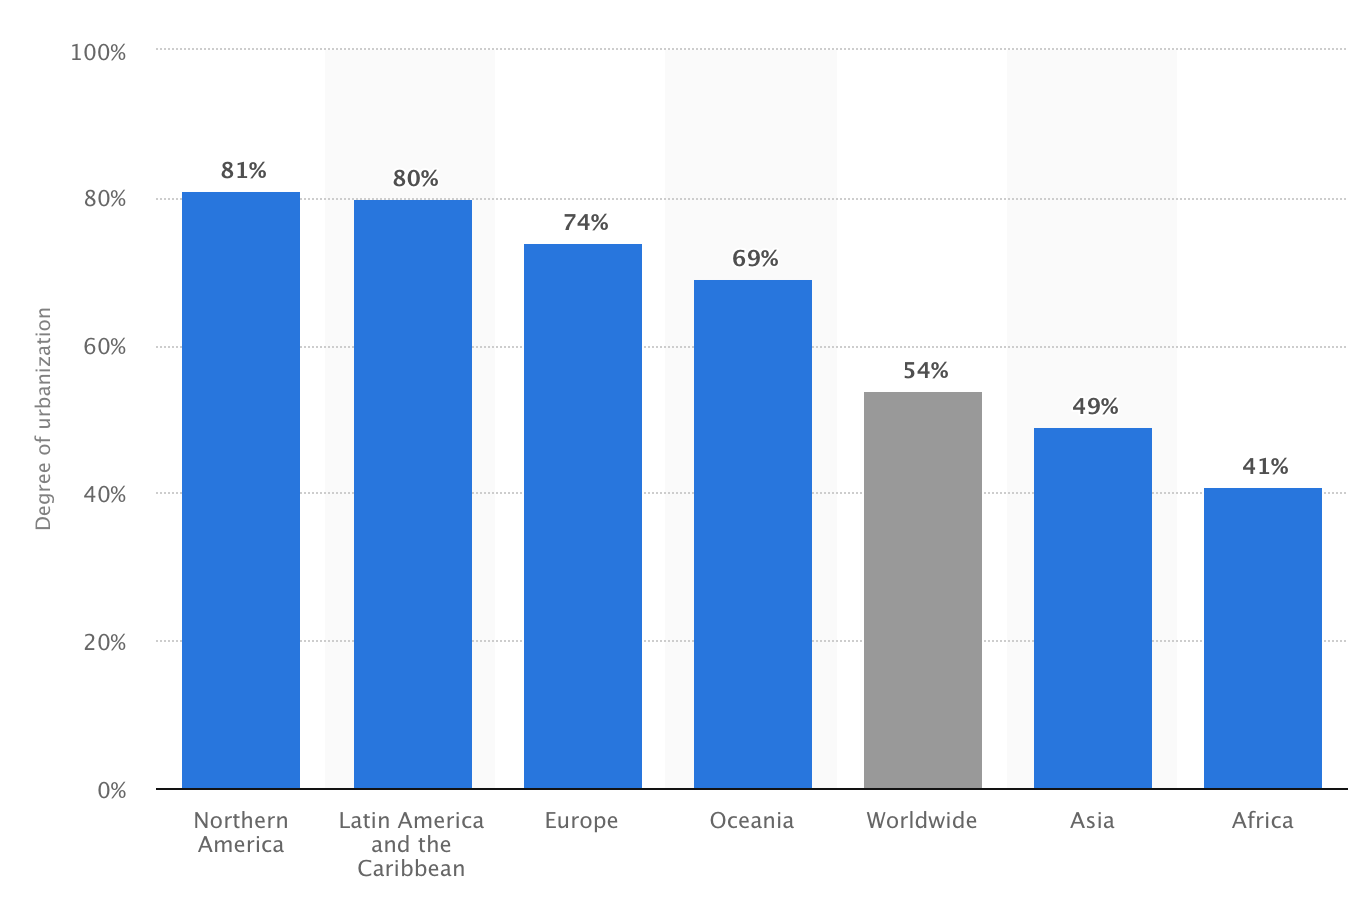 100%
80%
60%
40%
20%
0%
Degree of urbanization
81%
80%
74%
69%
54%
49%
41%
Northern
America
Latin America
and the
Caribbean
Europe
Oceania
Worldwide
Asia
Africa